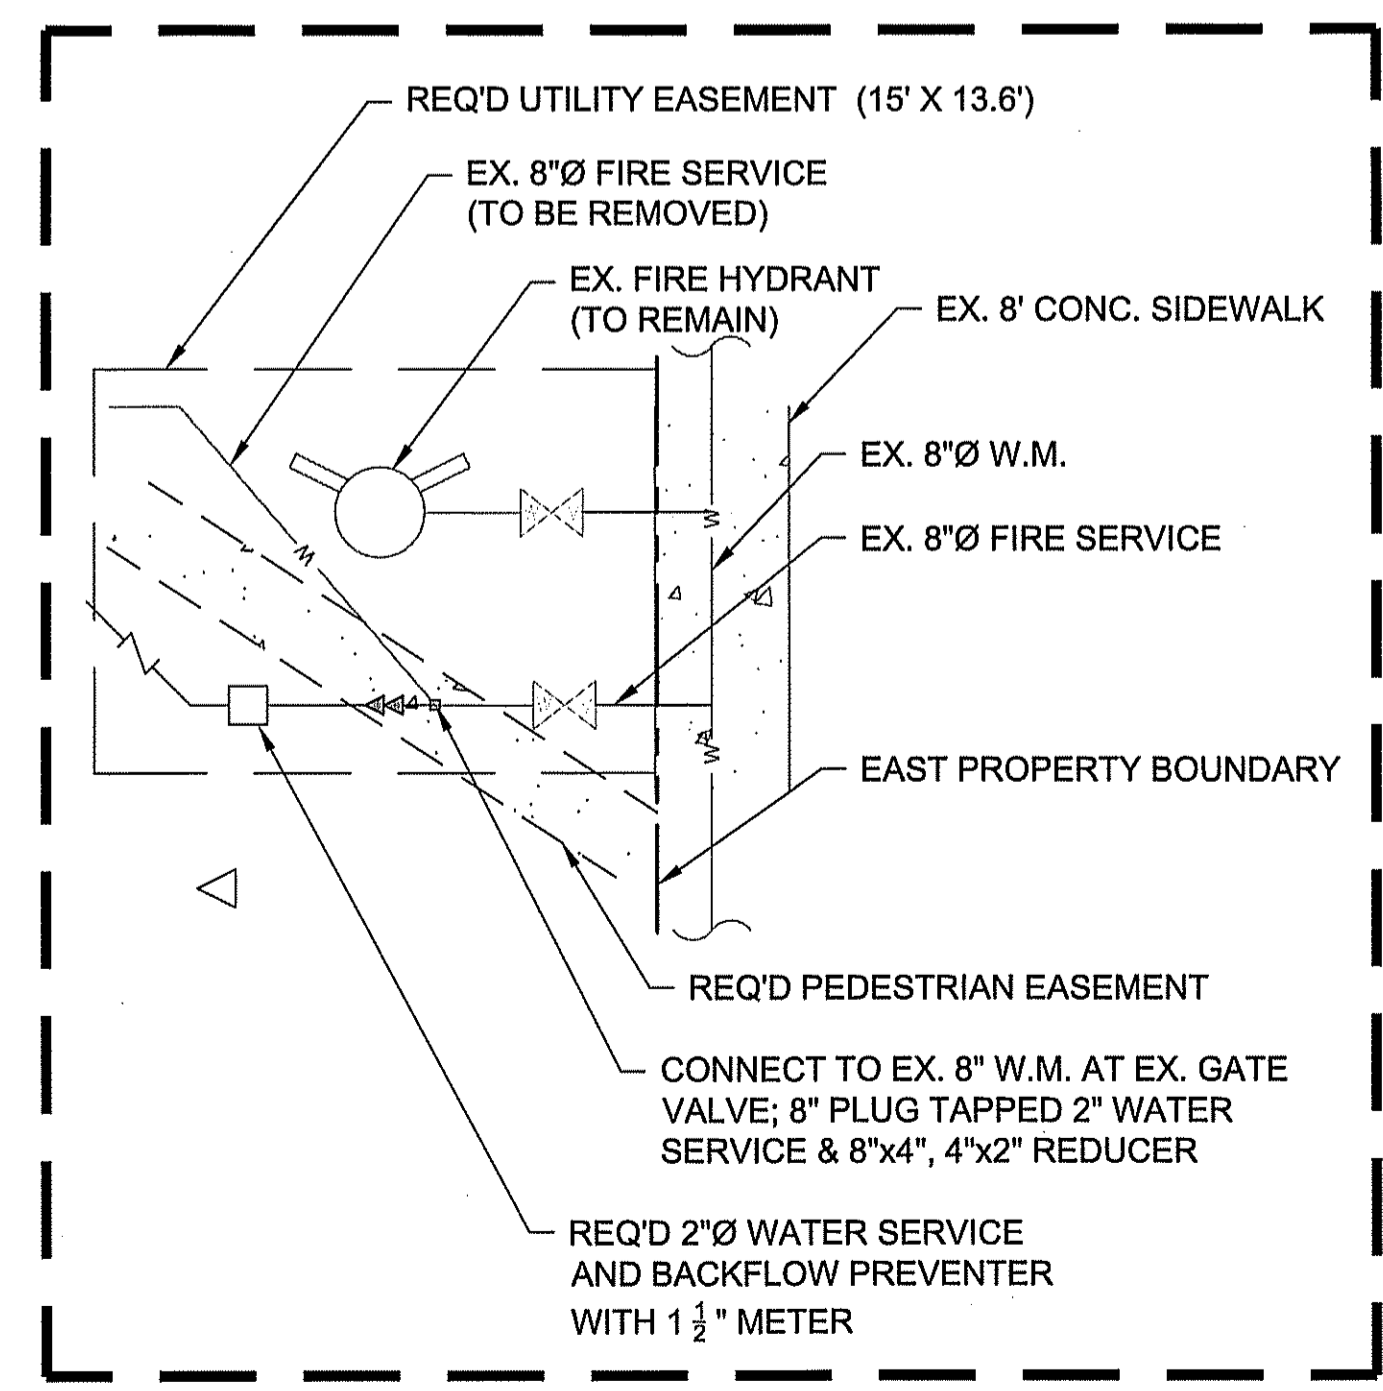 REQ'D UTILITY EASEMENT (15' X 13.6')
EX. 8"Ø FIRE SERVICE
(TO BE REMOVED)
EX. FIRE HYDRANT
(TO REMAIN)
EX. 8' CONC. SIDEWALK
EX. 8"Ø W.M.
W
EX. 8"Ø FIRE SERVICE
W
W
EAST PROPERTY BOUNDARY
REQ'D PEDESTRIAN EASEMENT
CONNECT TO EX. 8" W.M. AT EX. GATE
VALVE; 8" PLUG TAPPED 2" WATER
SERVICE & 8"x4", 4"x2" REDUCER
REQ'D 2"Ø WATER SERVICE
AND BACKFLOW PREVENTER
WITH 1 1/2 " METER